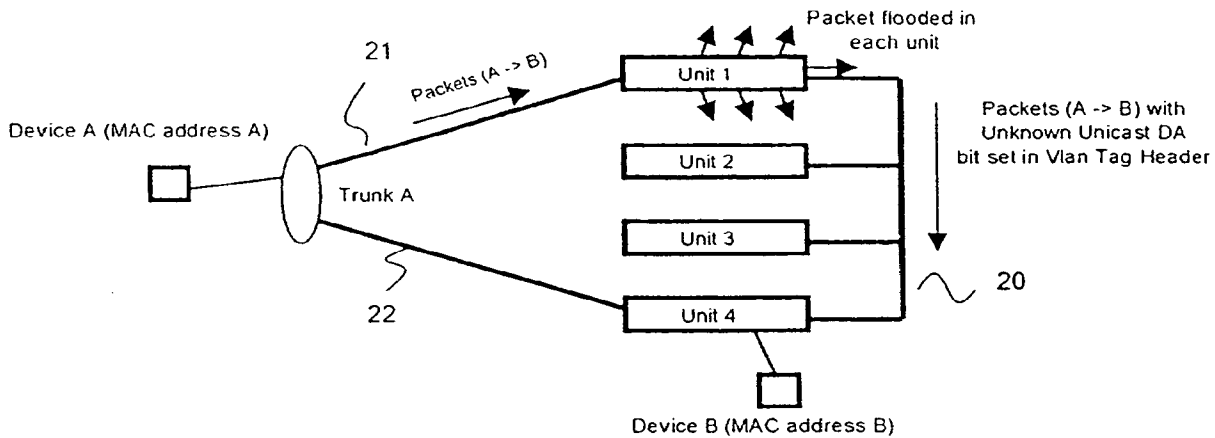 Packet flooded in
each unit
21
Packets (A -> B)
Unit 1
Device A (MAC address A)
Packets (A -> B) with
Unknown Unicast DA
bit set in Vlan Tag Header
Unit 2
Trunk A
Unit 3
20
22
Unit 4
Device B (MAC address B)